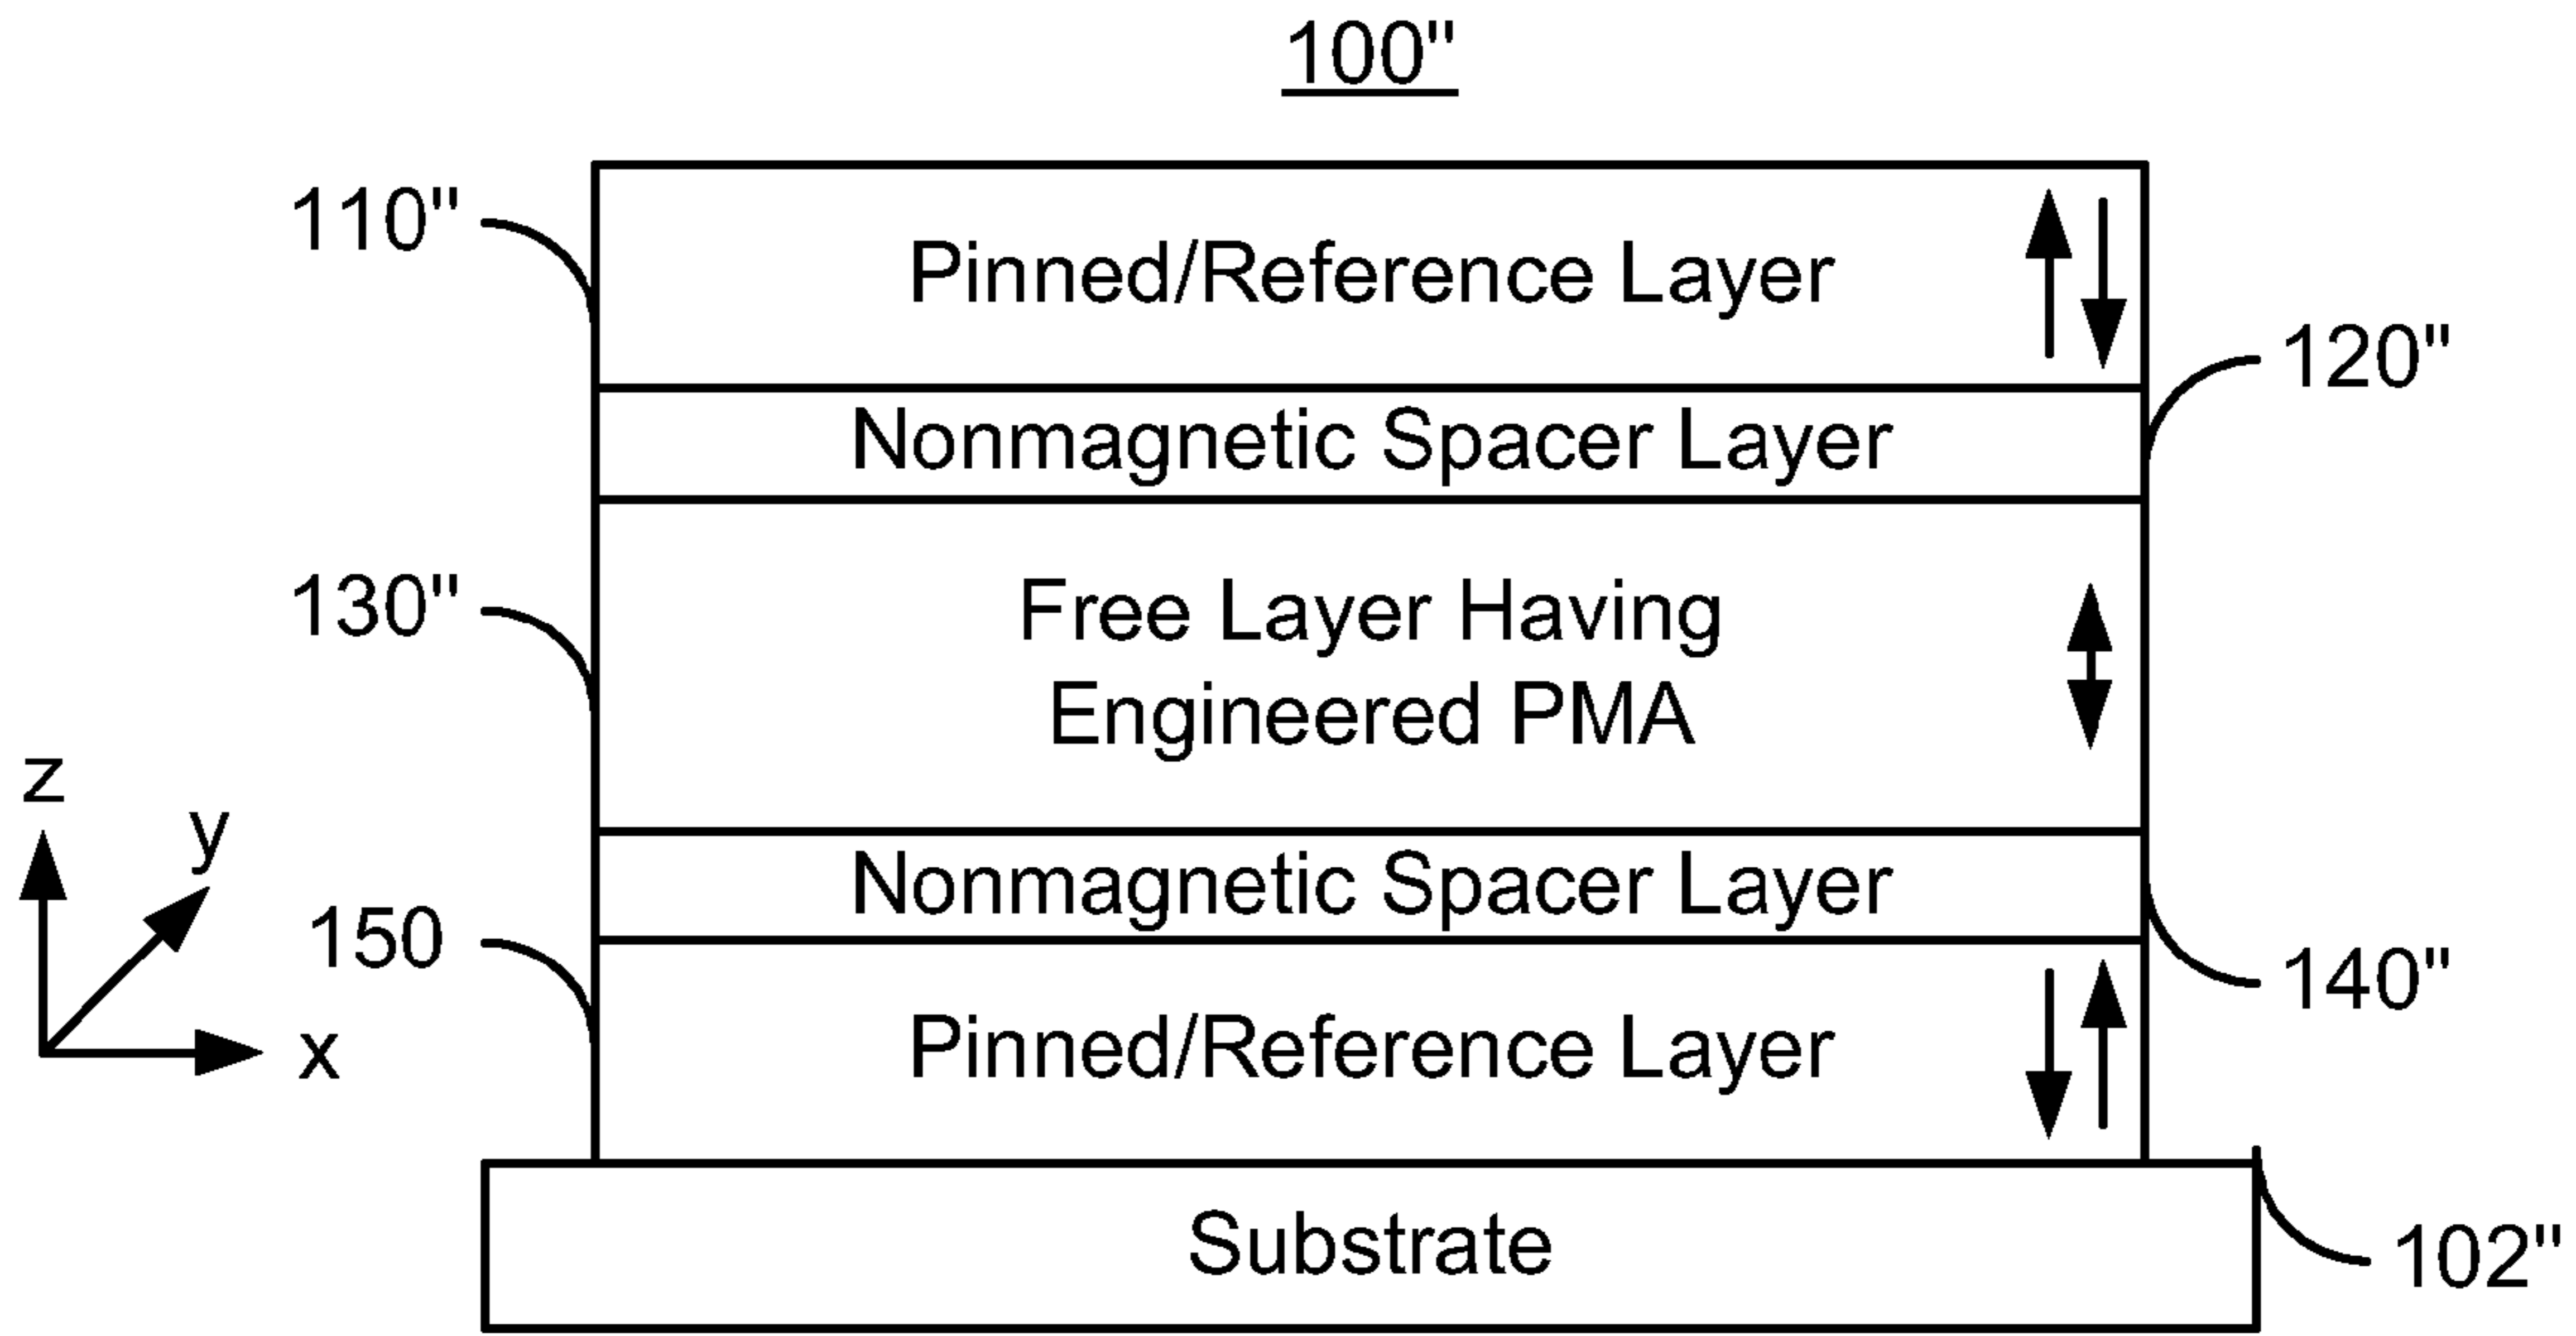 100"
110"
Pinned/Reference Layer
120"
Nonmagnetic Spacer Layer
130"
Free Layer Having
Engineered PMA
z
y
x
Nonmagnetic Spacer Layer
140"
150
Pinned/Reference Layer
Substrate
102"